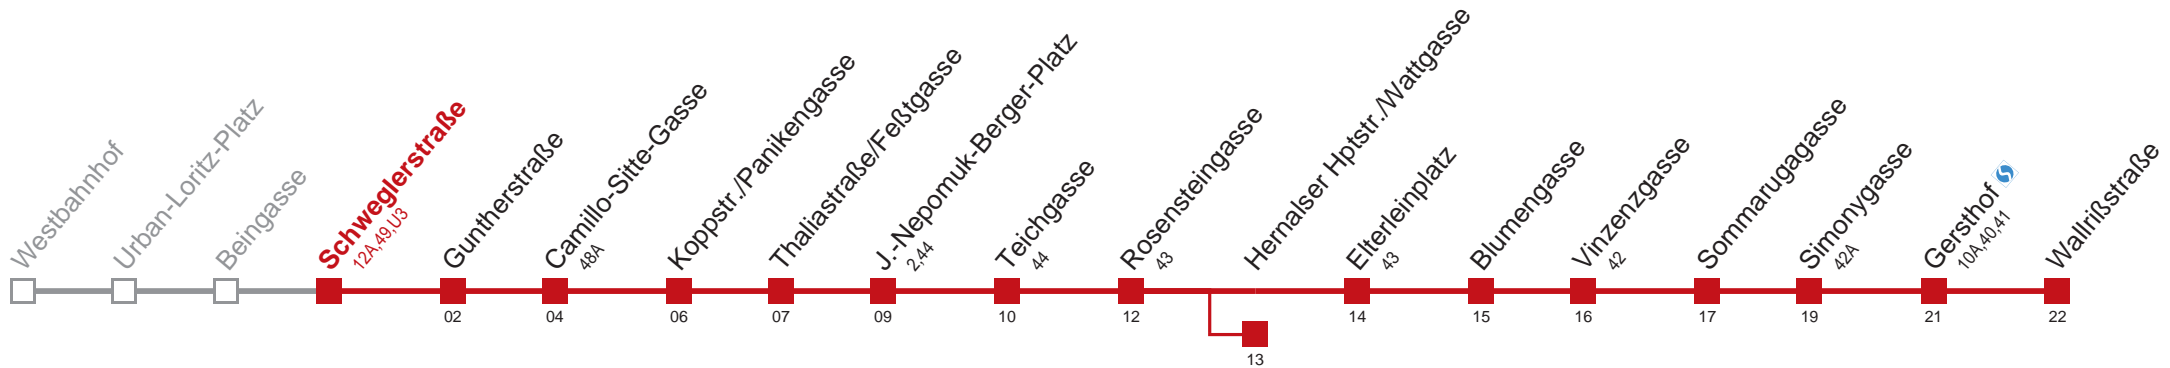 Westbahnhof
Urban-Loritz-Platz
Beingasse
Schweglerstraße
12A,49,U3
Guntherstraße
02
Camillo-Sitte-Gasse
48A
04
Koppstr./Panikengasse
06
Thaliastraße/Feßtgasse
07
J.-Nepomuk-Berger-Platz
2,44
09
Teichgasse
44
10
Rosensteingasse
43
12
Hernalser Hptstr./Wattgasse
13
Elterleinplatz
43
14
Blumengasse
15
Vinzenzgasse
42
16
Sommarugagasse
17
Simonygasse
42A
19
Gersthof
10A,40,41
21
Wallrißstraße
22